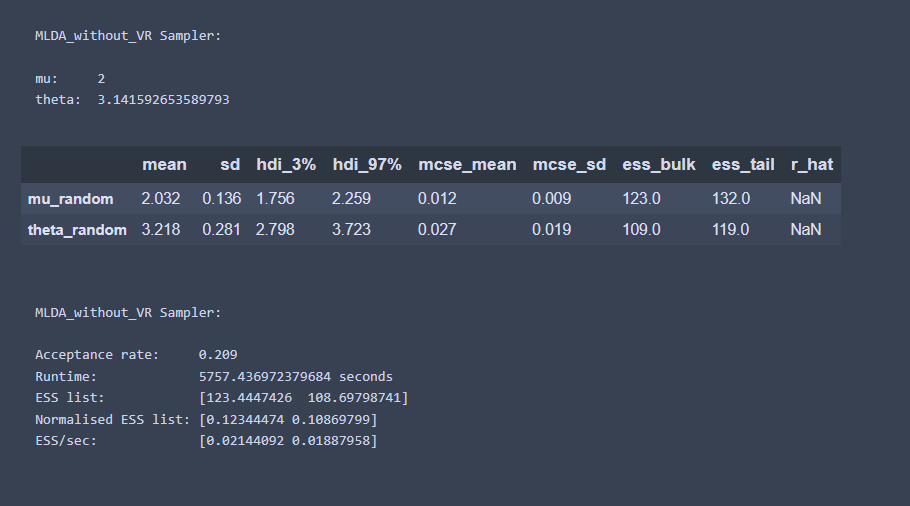 MLDA_without_VR Sampler:
mu: 2
theta: 3.141592653589793
mean sd hdi_3% hdi_97% mcse_mean mcse_sd ess_bulk ess_tail r_hat
mu_random 2.032 0.136 1.756 2.259 0.012 0.009 123.0 132.0 NaN
theta_random 3.218 0.281 2.798 3.723 0.027 0.019 109.0 119.0 NaN
MLDA_without_VR Sampler:
Acceptance rate: 0.209
Runtime: 5757.436972379684 seconds
ESS list: [123.4447426 108.69798741]
Normalised ESS list: [0.12344474 0.10869799]
ESS/sec: [0.02144092 0.01887958]